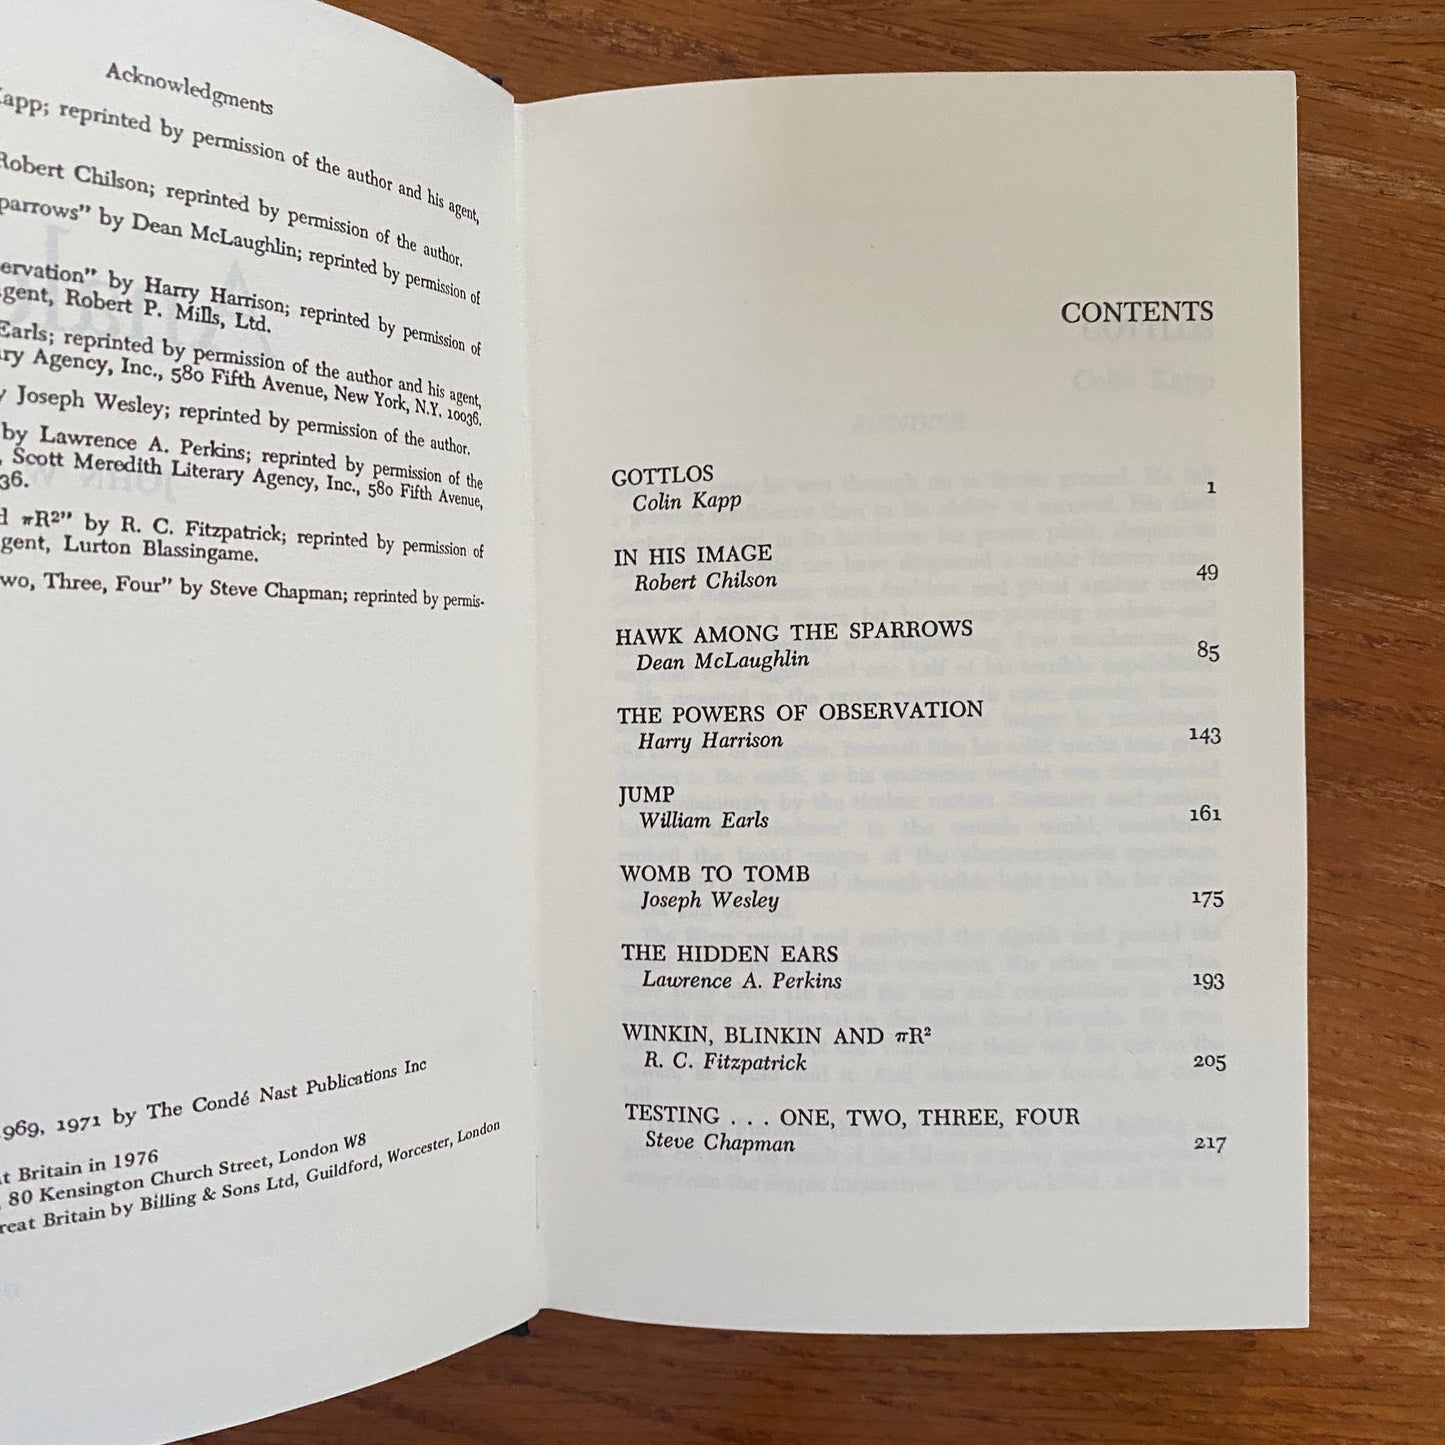 Acknowledgments
Kapp; reprinted by permission of the author and his agent,
Robert Chilson; reprinted by permission of the author.
parrows" by Dean McLaughlin; reprinted by permission of
ervation" by Harry Harrison; reprinted by permission of
gent, Robert P. Mills, Ltd.
Earls; reprinted by permission of the author and his agent,
ry Agency, Inc., 580 Fifth Avenue, New York, N.Y. 10036.
y Joseph Wesley; reprinted by permission of the author.
by Lawrence A. Perkins; reprinted by permission of the
, Scott Meredith Literary Agency, Inc., 580 Fifth Avenue,
36.
d πR²" by R. C. Fitzpatrick; reprinted by permission of
gent, Lurton Blassingame.
wo, Three, Four" by Steve Chapman; reprinted by permis-
969, 1971 by The Condé Nast Publications Inc
t Britain in 1976
, 80 Kensington Church Street, London W8
reat Britain by Billing & Sons Ltd, Guildford, Worcester, London
CONTENTS
GOTTLOS
Colin Kapp 1
IN HIS IMAGE
Robert Chilson 49
HAWK AMONG THE SPARROWS
Dean McLaughlin 85
THE POWERS OF OBSERVATION
Harry Harrison 143
JUMP
William Earls 161
WOMB TO TOMB
Joseph Wesley 175
THE HIDDEN EARS
Lawrence A. Perkins 193
WINKIN, BLINKIN AND πR²
R. C. Fitzpatrick 205
TESTING . . . ONE, TWO, THREE, FOUR
Steve Chapman 217